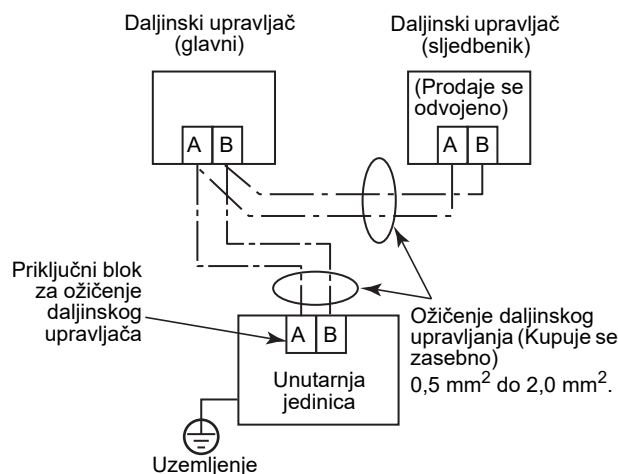 Daljinski upravljač
(glavni)
Daljinski upravljač
(sljedbenik)
(Prodaje se
odvojeno)
A B
A B
Priključni blok
za ožičenje
daljinskog
upravljača
A B
Unutarnja
jedinica
Ožičenje daljinskog
upravljanja (Kupuje se
zasebno)
0,5 mm² do 2,0 mm².
Uzemljenje